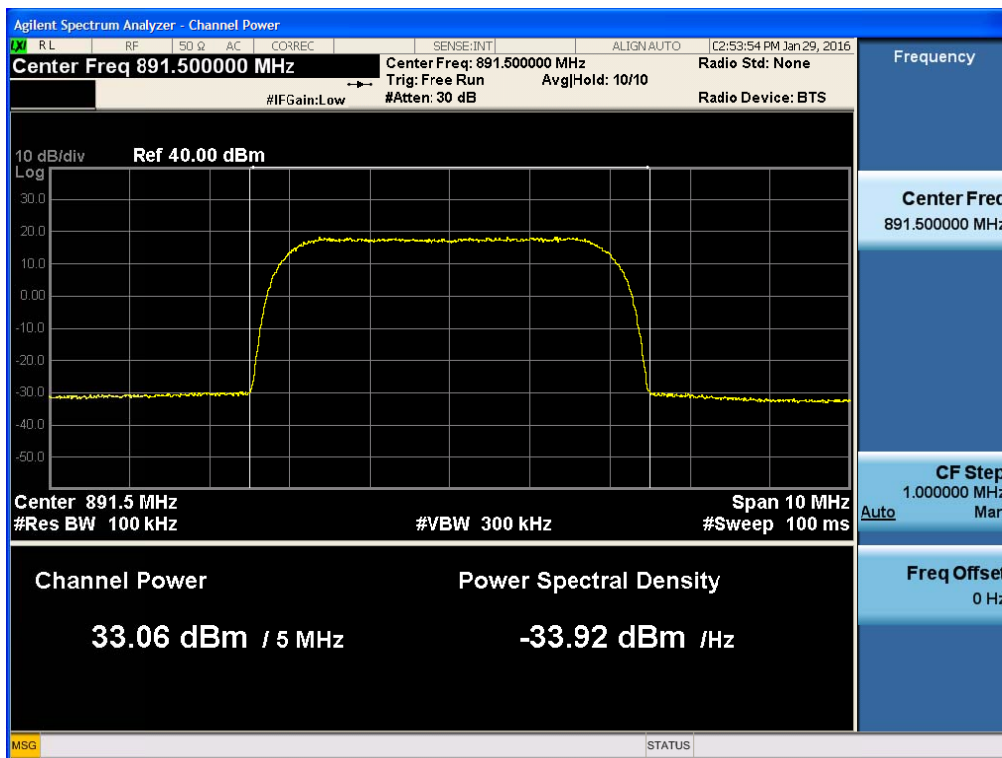 Agilent Spectrum Analyzer - Channel Power
LXI RL RF 50 Ω AC CORREC SENSE:INT ALIGNAUTO 02:53:54 PM Jan 29, 2016
Center Freq 891.500000 MHz
#IFGain:Low
Center Freq: 891.500000 MHz
Trig: Free Run Avg|Hold: 10/10
#Atten: 30 dB
Radio Std: None
Radio Device: BTS
10 dB/div Ref 40.00 dBm
Log
30.0
20.0
10.0
0.00
-10.0
-20.0
-30.0
-40.0
-50.0
Center 891.5 MHz Span 10 MHz
#Res BW 100 kHz #VBW 300 kHz #Sweep 100 ms
Channel Power Power Spectral Density
33.06 dBm / 5 MHz -33.92 dBm /Hz
Frequency
Center Freq
891.500000 MHz
CF Step
1.000000 MHz
Auto Man
Freq Offset
0 Hz
MSG STATUS